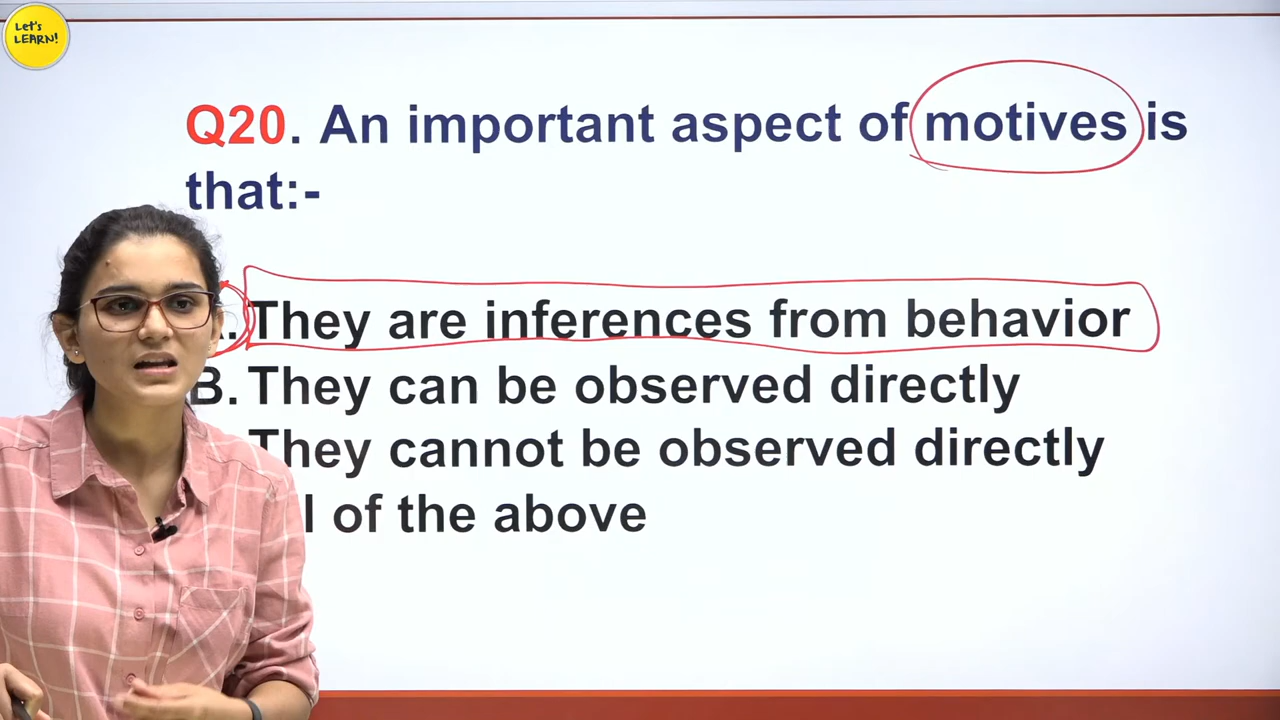 Let's
LEARN!
Q20. An important aspect of motives is
that:-
They are inferences from behavior
B. They can be observed directly
They cannot be observed directly
of the above